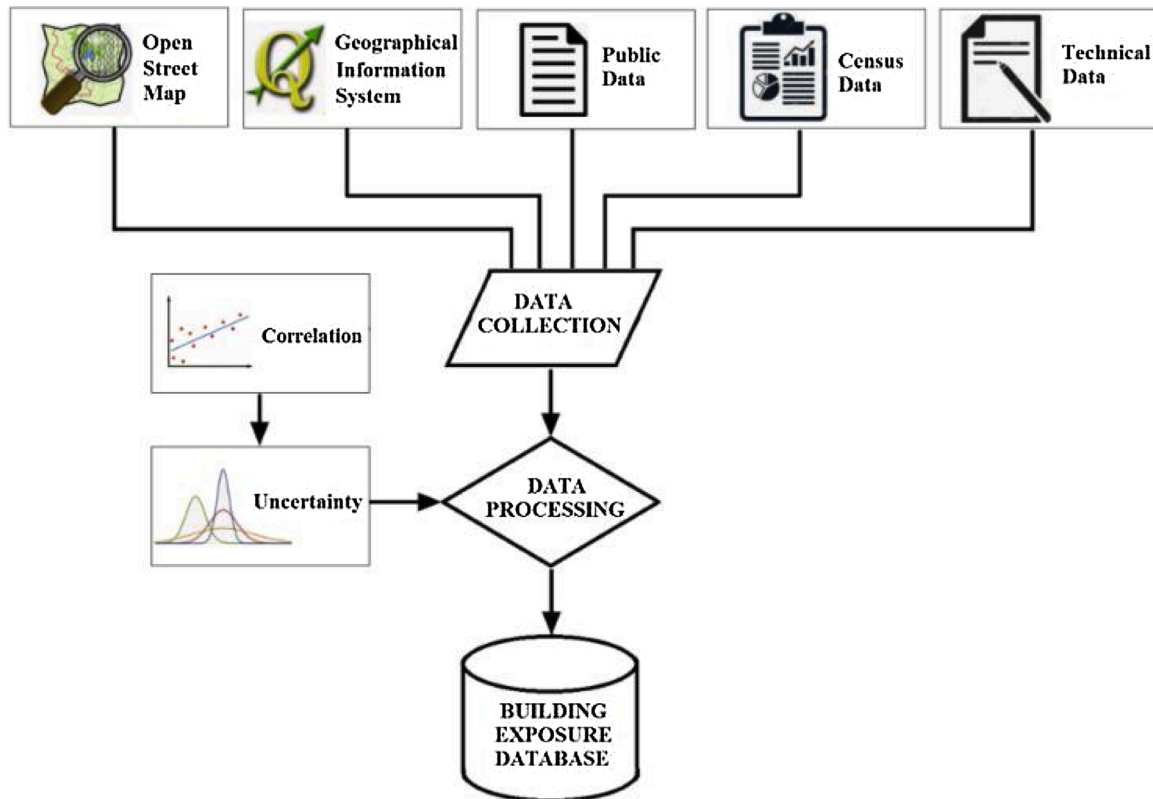 Open
Street
Map
Geographical
Information
System
Public
Data
Census
Data
Technical
Data
DATA
COLLECTION
Correlation
Uncertainty
DATA
PROCESSING
BUILDING
EXPOSURE
DATABASE